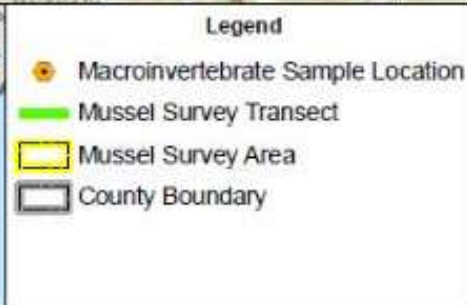 Legend
Macroinvertebrate Sample Location
Mussel Survey Transect
Mussel Survey Area
County Boundary